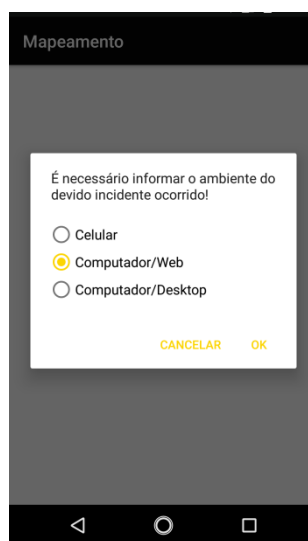 Mapeamento
É necessário informar o ambiente do
devido incidente ocorrido!
Celular
Computador/Web
Computador/Desktop
CANCELAR OK